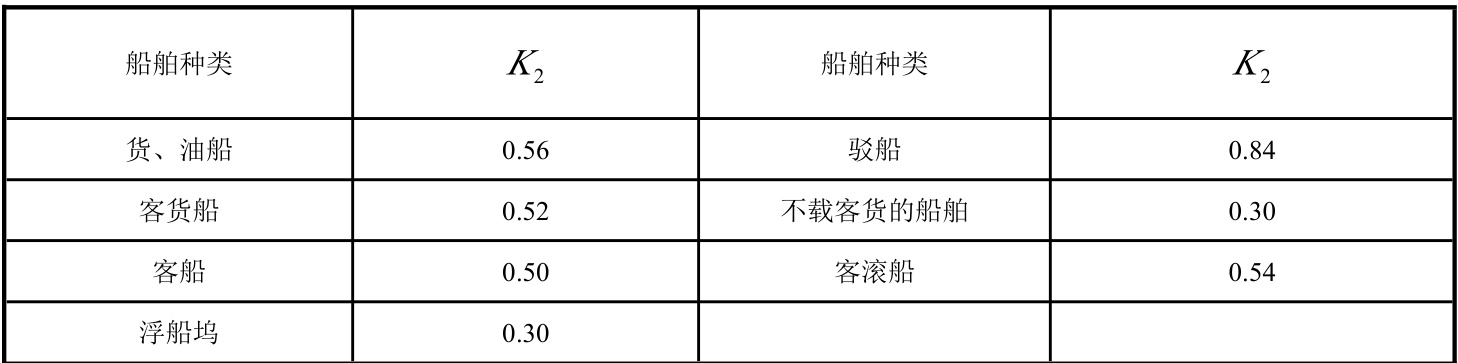 船舶种类 K2 船舶种类 K2
货、油船 0.56 驳船 0.84
客货船 0.52 不载客货的船舶 0.30
客船 0.50 客滚船 0.54
浮船坞 0.30